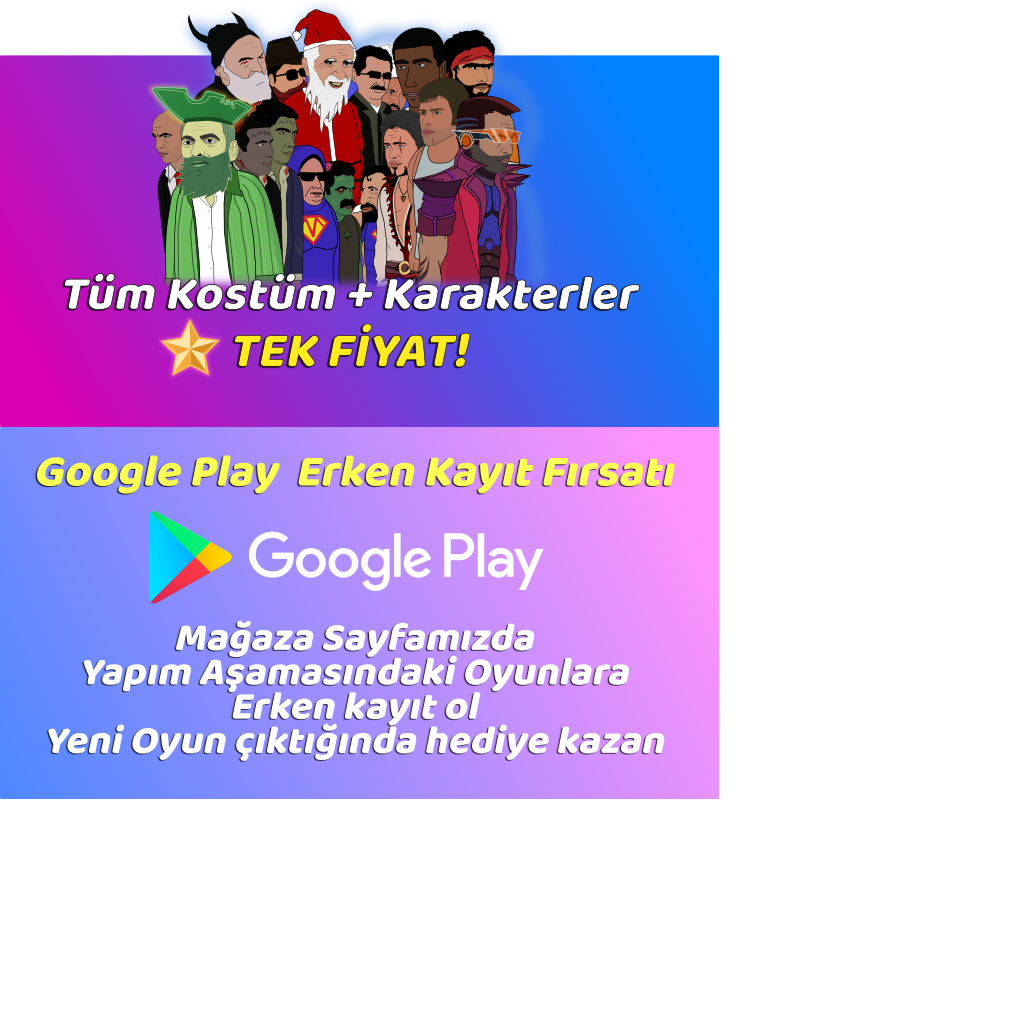 Tüm Kostüm + Karakterler
TEK FİYAT!
Google Play Erken Kayıt Fırsatı
Google Play
Mağaza Sayfamızda
Yapım Aşamasındaki Oyunlara
Erken kayıt ol
Yeni Oyun çıktığında hediye kazan